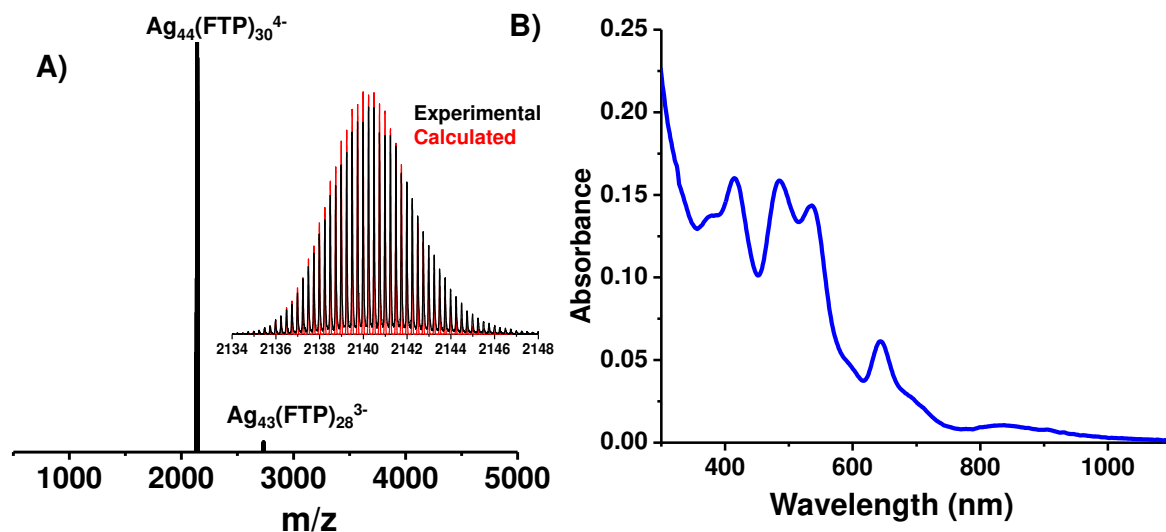 Ag44(FTP)30 4-
A)
Experimental
Calculated
2134 2136 2138 2140 2142 2144 2146 2148
Ag43(FTP)28 3-
1000 2000 3000 4000 5000
m/z
B)
0.25
0.20
0.15
0.10
0.05
0.00
Absorbance
400 600 800 1000
Wavelength (nm)